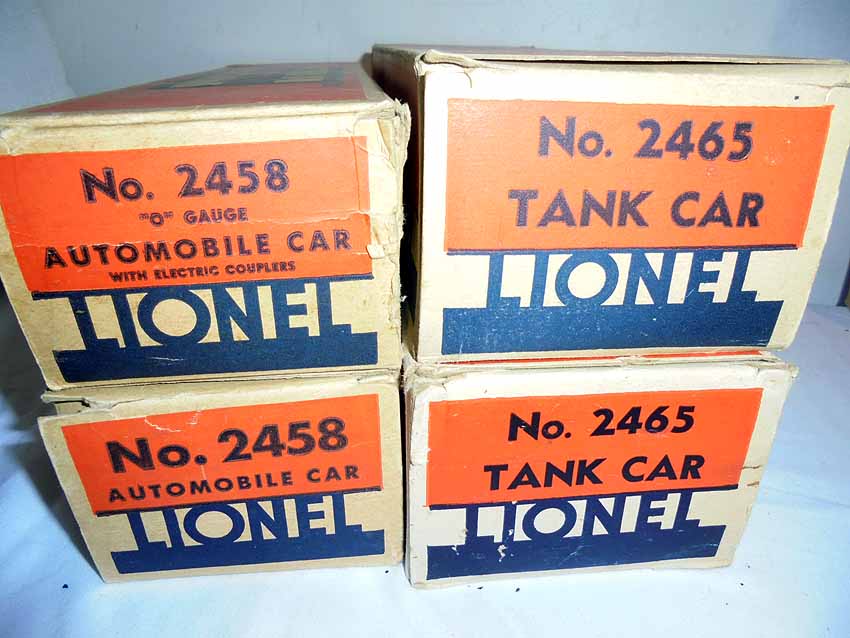 No. 2458
"O" GAUGE
AUTOMOBILE CAR
WITH ELECTRIC COUPLERS
LIONEL
No. 2465
TANK CAR
LIONEL
No. 2458
AUTOMOBILE CAR
LIONEL
No. 2465
TANK CAR
LIONEL